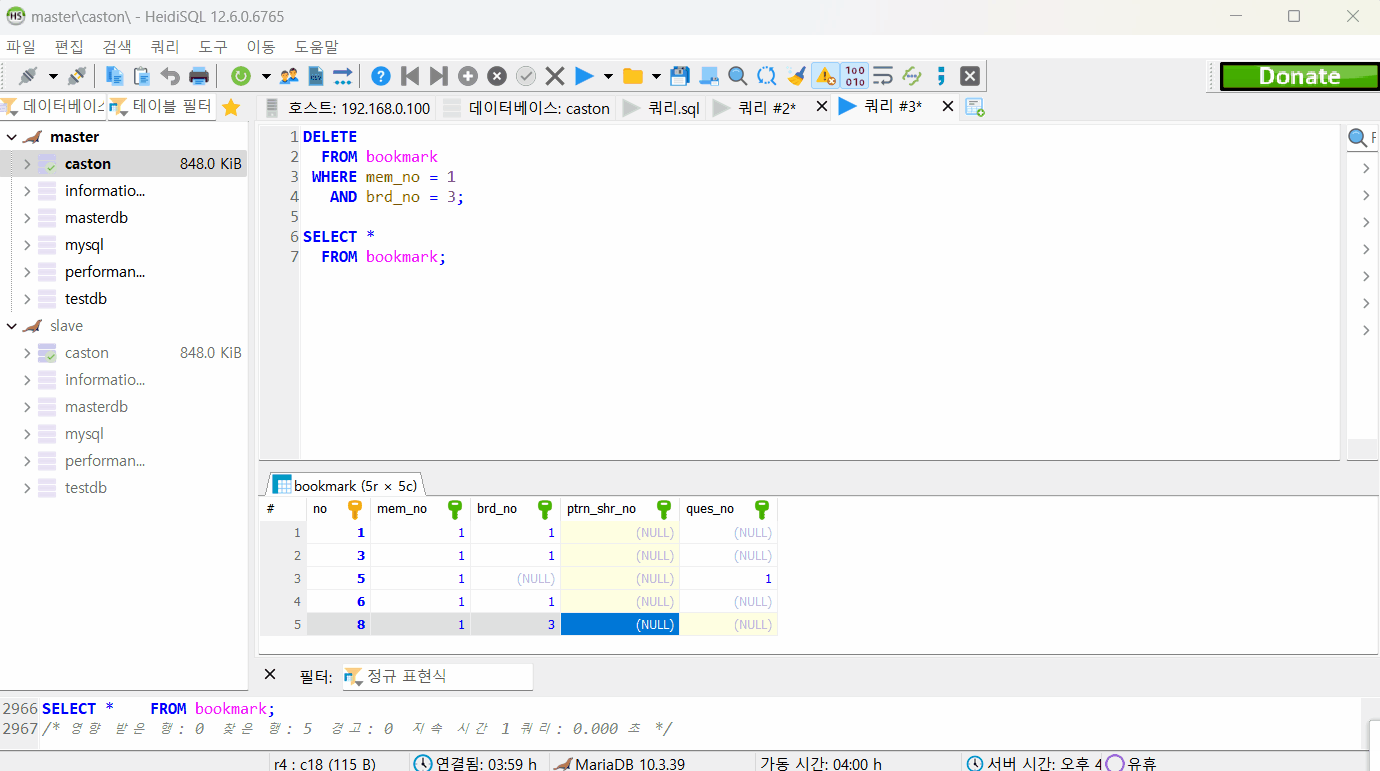 master\caston\ - HeidiSQL 12.6.0.6765
파일 편집 검색 쿼리 도구 이동 도움말
Donate
데이터베이스 테이블 필터
호스트: 192.168.0.100 데이터베이스: caston 쿼리.sql 쿼리 #2* 쿼리 #3*
master
caston 848.0 KiB
informatio...
masterdb
mysql
performan...
testdb
slave
caston 848.0 KiB
informatio...
masterdb
mysql
performan...
testdb
1 DELETE
2 FROM bookmark
3 WHERE mem_no = 1
4 AND brd_no = 3;
5
6 SELECT *
7 FROM bookmark;
bookmark (5r × 5c)
# no mem_no brd_no ptrn_shr_no ques_no
1 1 1 1 (NULL) (NULL)
2 3 1 1 (NULL) (NULL)
3 5 1 (NULL) (NULL) 1
4 6 1 1 (NULL) (NULL)
5 8 1 3 (NULL) (NULL)
필터: 정규 표현식
2966 SELECT * FROM bookmark;
2967 /* 영향 받은 행: 0 찾은 행: 5 경고: 0 지속 시간 1 쿼리: 0.000 초 */
r4 : c18 (115 B) 연결됨: 03:59 h MariaDB 10.3.39 가동 시간: 04:00 h 서버 시간: 오후 4 유휴